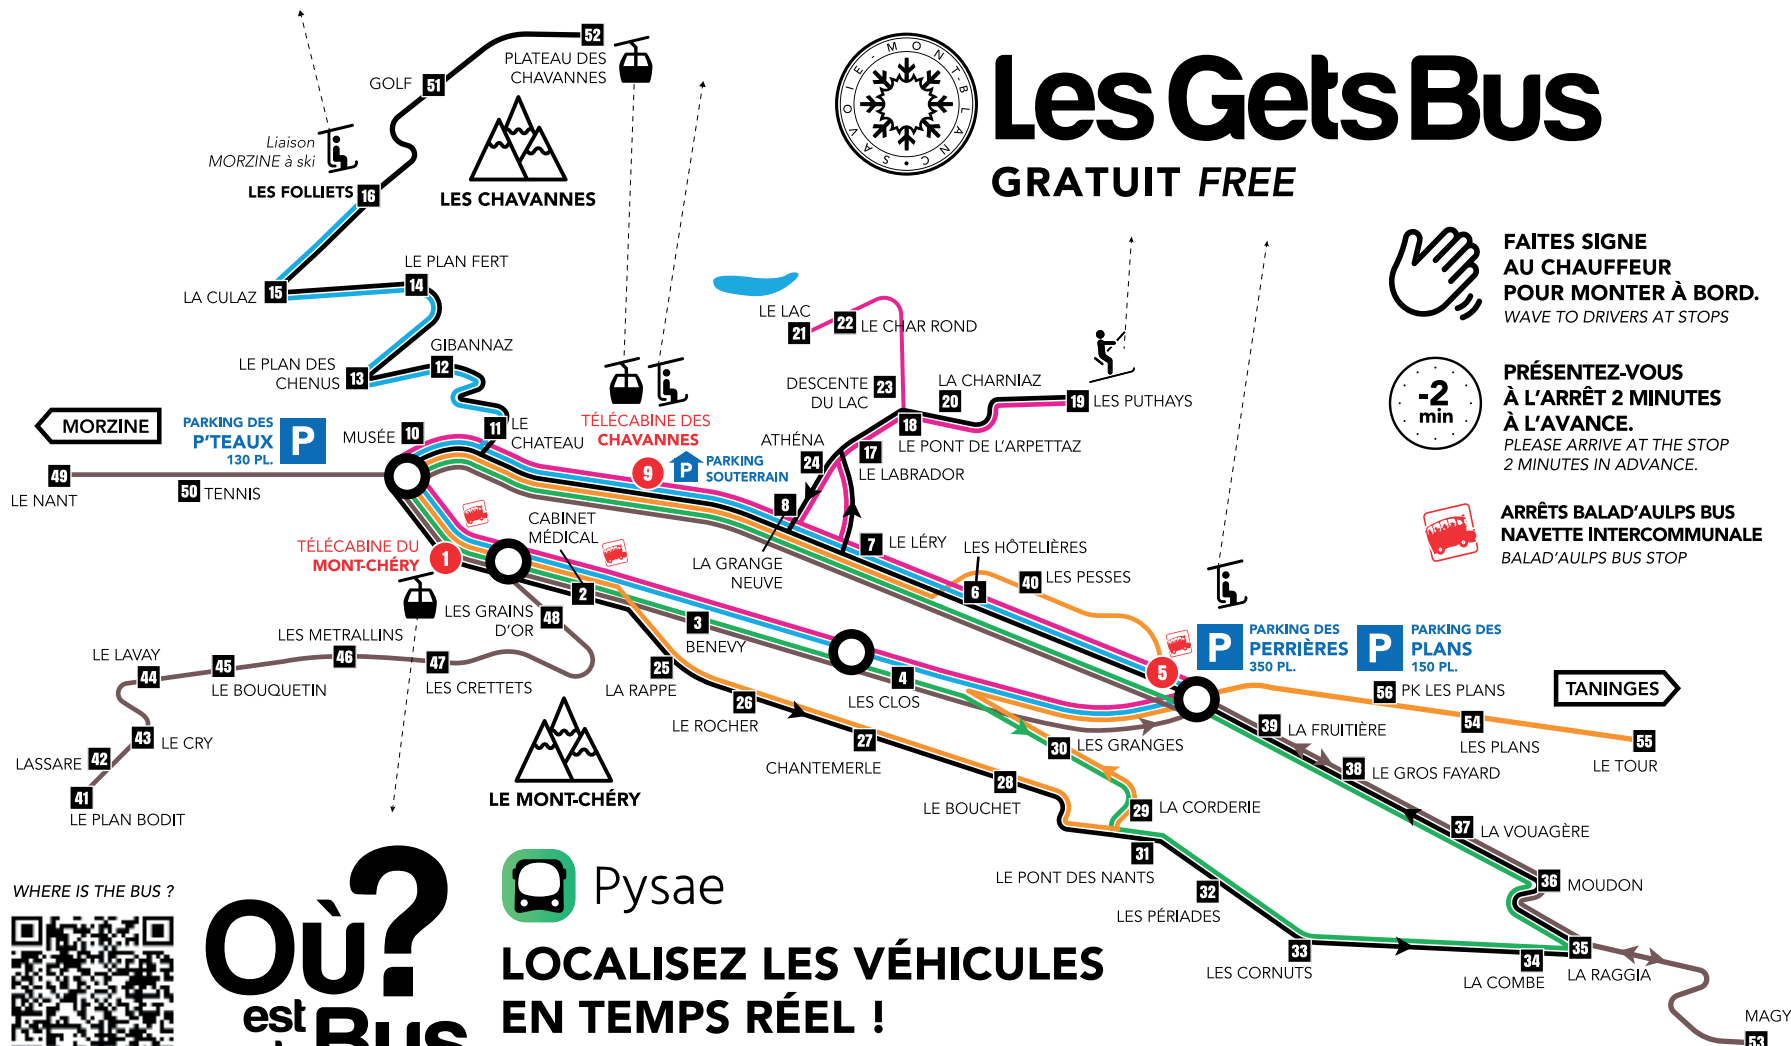 52
PLATEAU DES
CHAVANNES
GOLF
51
Liaison
MORZINE à ski
LES FOLLIETS
16
LES CHAVANNES
SAVOIE-MONT-BLANC
Les Gets Bus
GRATUIT FREE
FAITES SIGNE
AU CHAUFFEUR
POUR MONTER À BORD.
WAVE TO DRIVERS AT STOPS
-2
min
PRÉSENTEZ-VOUS
À L'ARRÊT 2 MINUTES
À L'AVANCE.
PLEASE ARRIVE AT THE STOP
2 MINUTES IN ADVANCE.
ARRÊTS BALAD'AULPS BUS
NAVETTE INTERCOMMUNALE
BALAD'AULPS BUS STOP
LA CULAZ
15
LE PLAN FERT
14
LE PLAN DES
CHENUS
13
GIBANNAZ
12
11
LE
CHATEAU
MORZINE
PARKING DES
P'TEAUX
130 PL.
P
MUSÉE
10
49
LE NANT
50
TENNIS
TÉLÉCABINE DES
CHAVANNES
9
P
PARKING
SOUTERRAIN
LE LAC
21
22
LE CHAR ROND
DESCENTE
DU LAC
23
LA CHARNIAZ
20
19
LES PUTHAYS
18
LE PONT DE L'ARPETTAZ
17
LE LABRADOR
ATHÉNA
24
8
LA GRANGE
NEUVE
7
LE LÉRY
LES HÔTELIÈRES
6
40
LES PESSES
5
P
PARKING DES
PERRIÈRES
350 PL.
P
PARKING DES
PLANS
150 PL.
TANINGES
TÉLÉCABINE DU
MONT-CHÉRY
1
CABINET
MÉDICAL
2
3
BENEVY
4
LES CLOS
LES GRAINS
D'OR
48
LES METRALLINS
46
47
LES CRETTETS
45
LE BOUQUETIN
LE LAVAY
44
43
LE CRY
LASSARE
42
41
LE PLAN BODIT
LE MONT-CHÉRY
25
LA RAPPE
26
LE ROCHER
27
CHANTEMERLE
28
LE BOUCHET
29
LA CORDERIE
30
LES GRANGES
31
LE PONT DES NANTS
32
LES PÉRIADES
33
LES CORNUTS
34
LA COMBE
35
LA RAGGIA
36
MOUDON
37
LA VOUAGÈRE
38
LE GROS FAYARD
39
LA FRUITIÈRE
56
PK LES PLANS
54
LES PLANS
55
LE TOUR
MAGY
53
WHERE IS THE BUS ?
Où?
est
Bus
Pysae
LOCALISEZ LES VÉHICULES
EN TEMPS RÉEL !